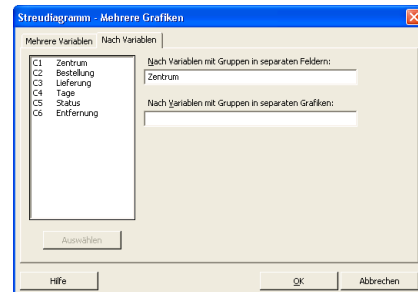 Streudiagramm - Mehrere Grafiken
Mehrere Variablen Nach Variablen
C1 Zentrum
C2 Bestellung
C3 Lieferung
C4 Tage
C5 Status
C6 Entfernung
Nach Variablen mit Gruppen in separaten Feldern:
Zentrum
Nach Variablen mit Gruppen in separaten Grafiken:
Auswählen
Hilfe OK Abbrechen